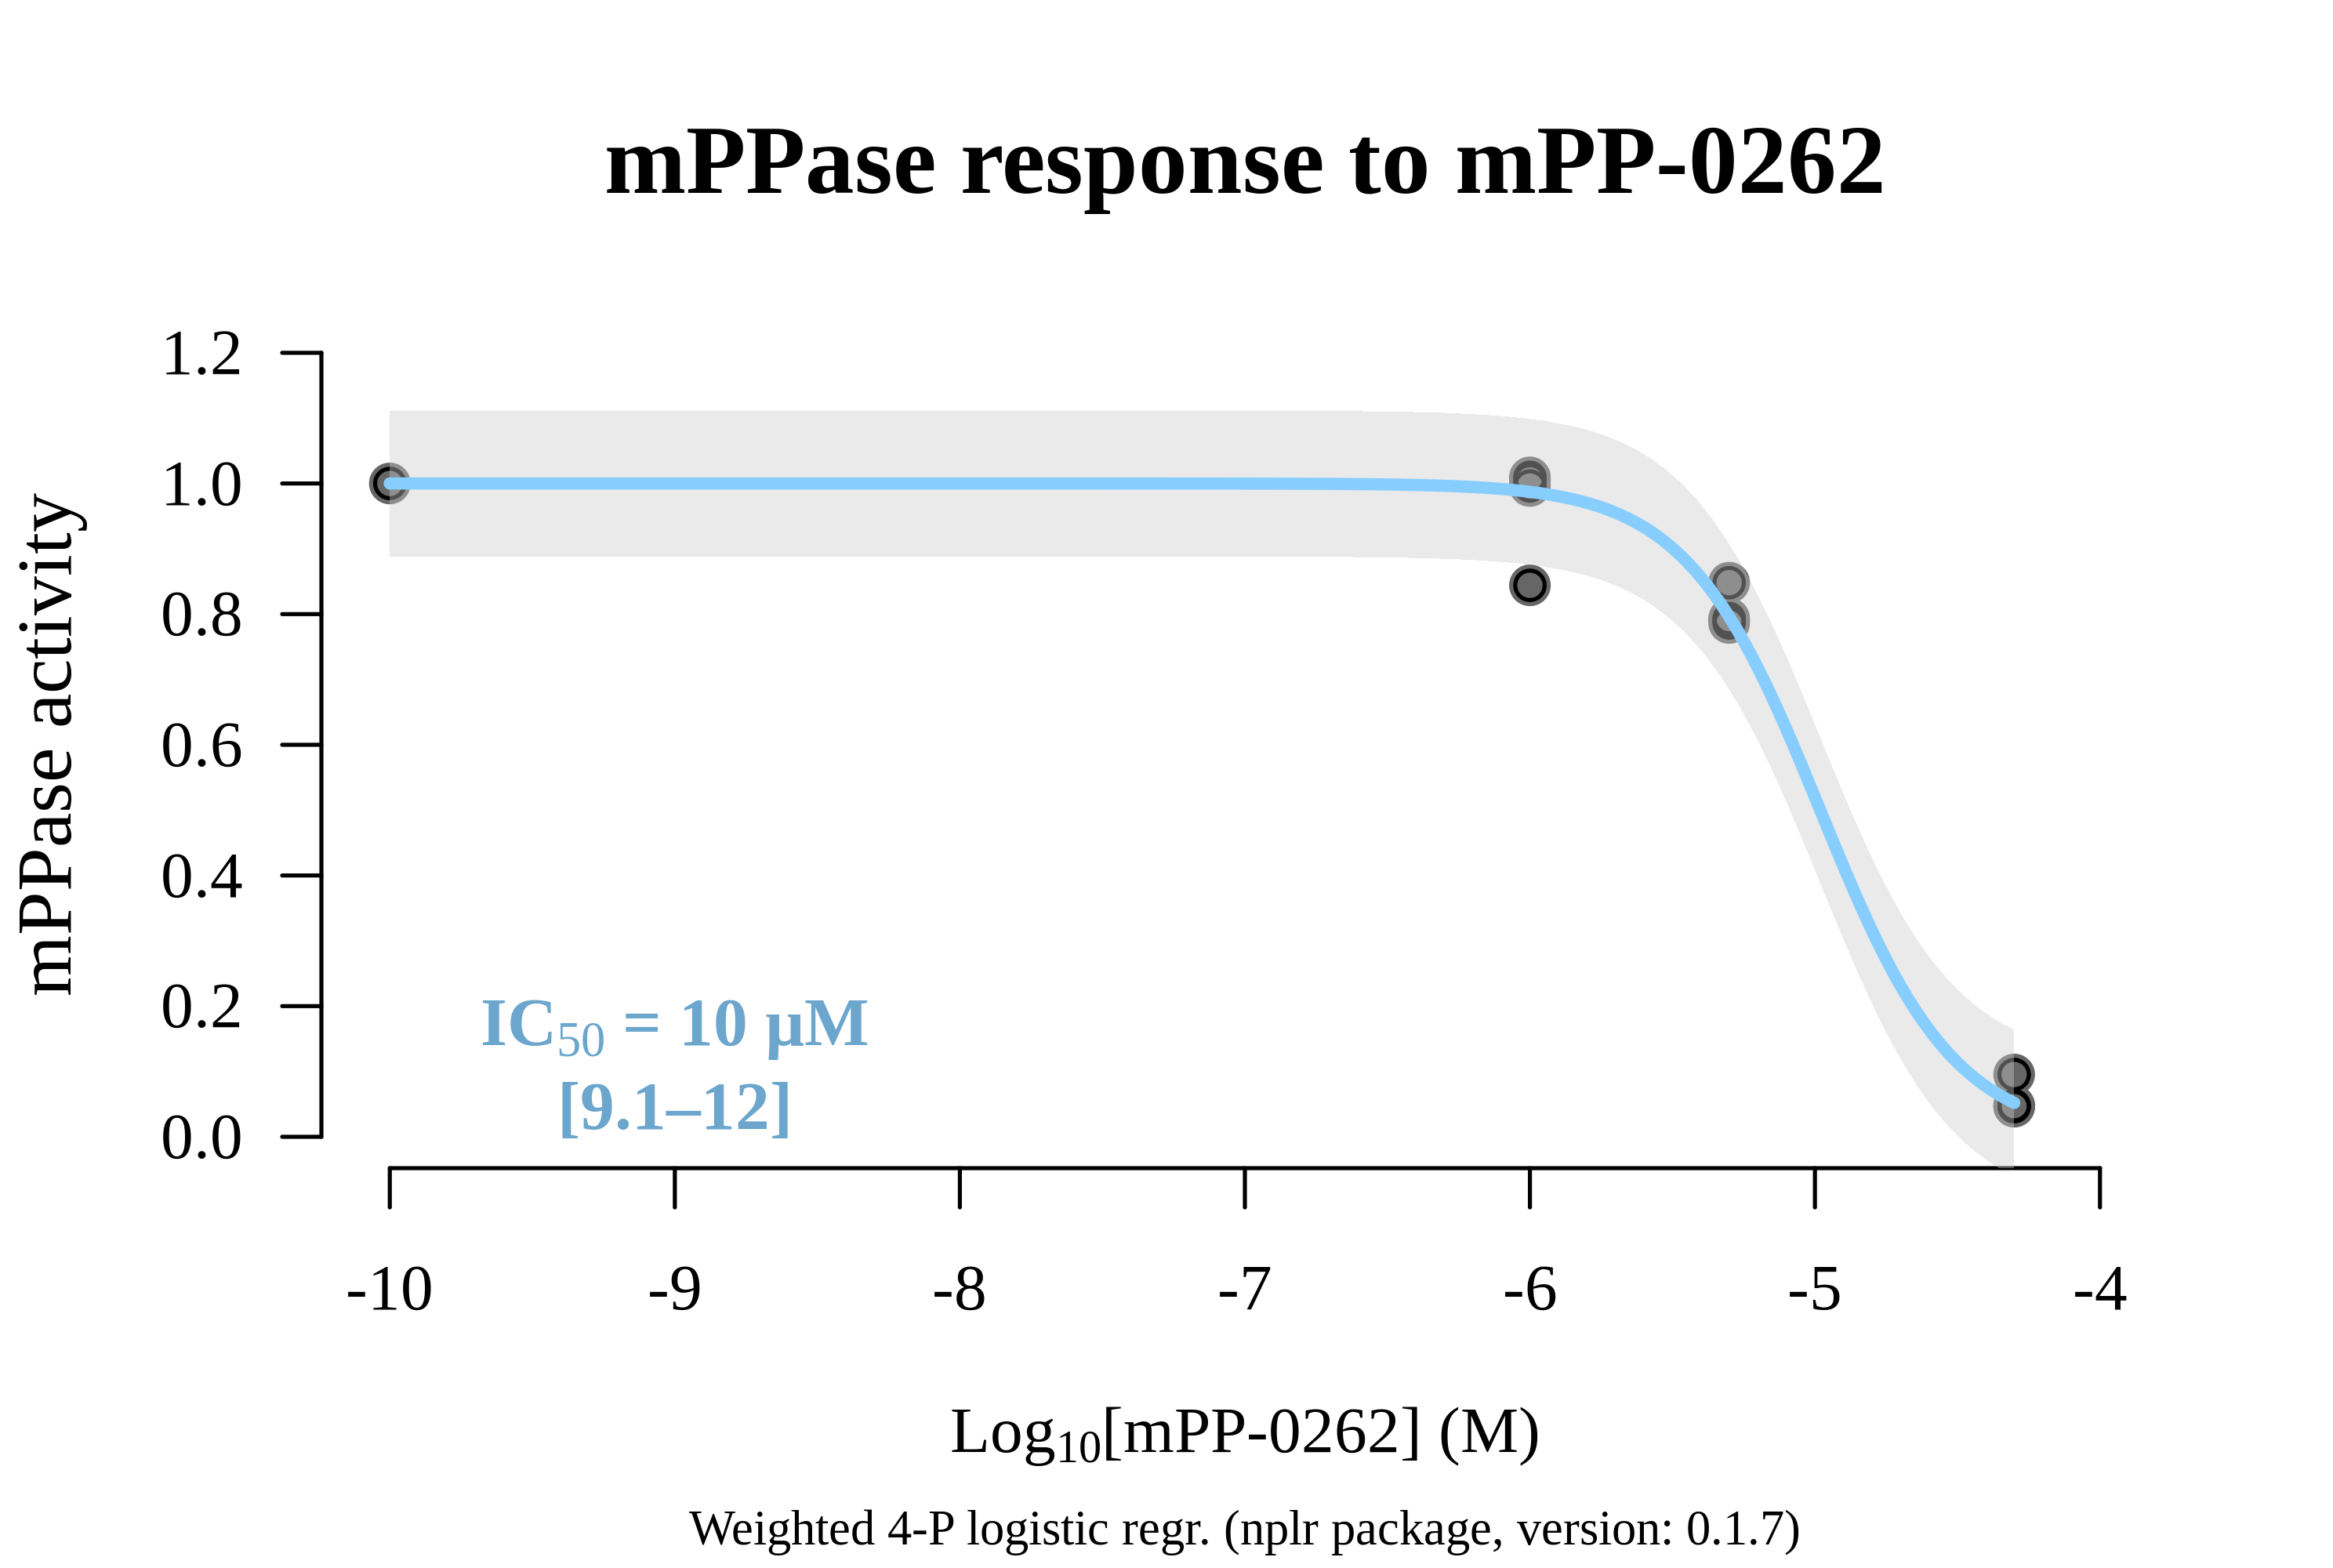 mPPase response to mPP-0262
mPPase activity
1.2
1.0
0.8
0.6
0.4
0.2
0.0
IC50 = 10 µM
[9.1–12]
-10 -9 -8 -7 -6 -5 -4
Log10[mPP-0262] (M)
Weighted 4-P logistic regr. (nplr package, version: 0.1.7)